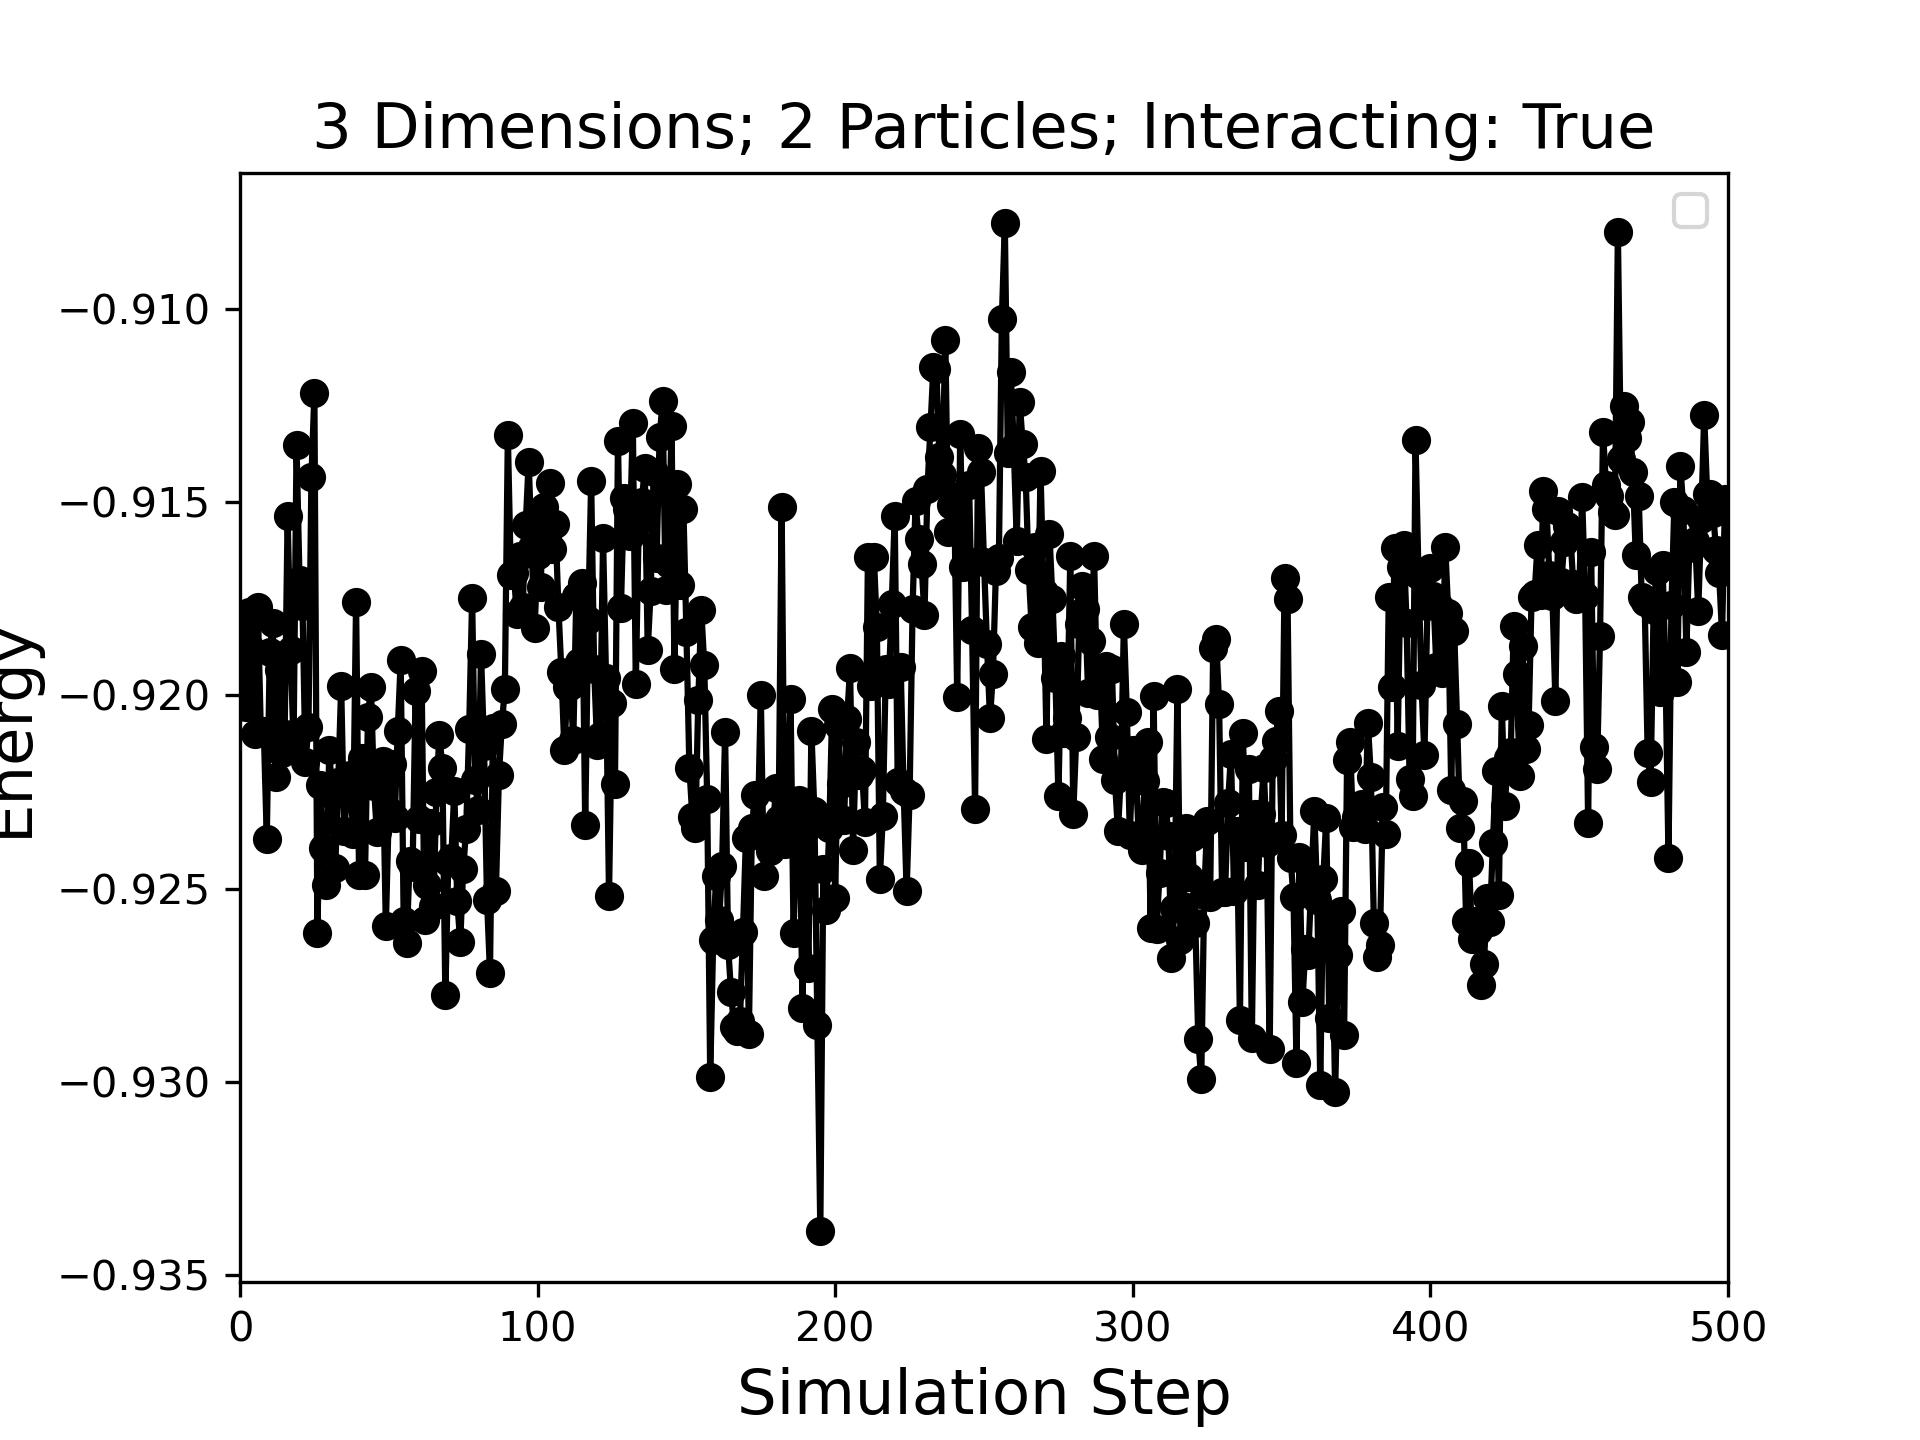 3 Dimensions; 2 Particles; Interacting: True
Energy
−0.910
−0.915
−0.920
−0.925
−0.930
−0.935
0 100 200 300 400 500
Simulation Step